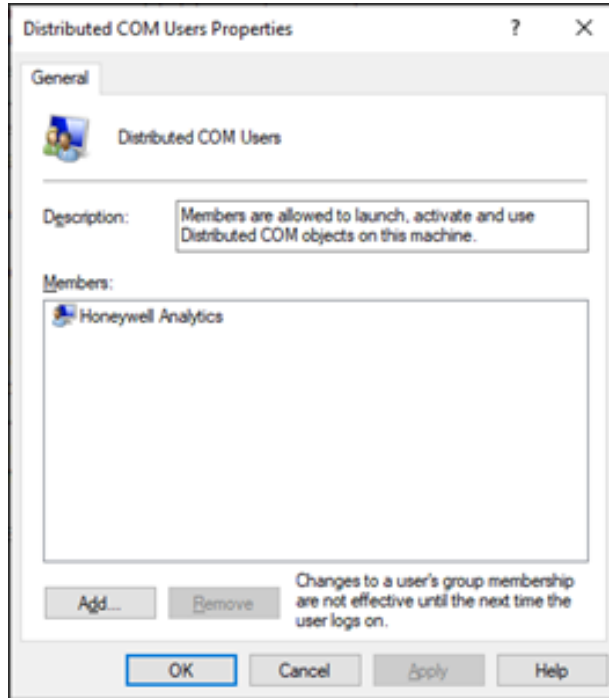 Distributed COM Users Properties
?
General
Distributed COM Users
Description:
Members are allowed to launch, activate and use
Distributed COM objects on this machine.
Members:
Honeywell Analytics
Add...
Remove
Changes to a user's group membership
are not effective until the next time the
user logs on.
OK
Cancel
Apply
Help